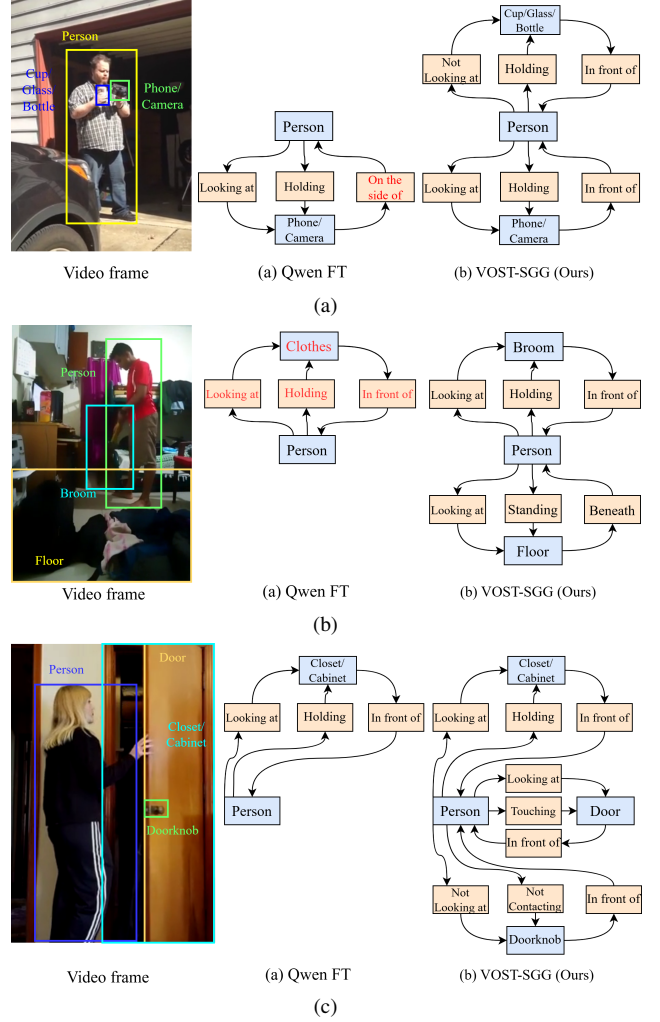 Person
Cup/
Glass/
Bottle
Phone/
Camera
Video frame
Person
Looking at
Holding
On the
side of
Phone/
Camera
(a) Qwen FT
Cup/Glass/
Bottle
Not
Looking at
Holding
In front of
Person
Looking at
Holding
In front of
Phone/
Camera
(b) VOST-SGG (Ours)
(a)
Person
Broom
Floor
Video frame
Clothes
Looking at
Holding
In front of
Person
(a) Qwen FT
Broom
Looking at
Holding
In front of
Person
Looking at
Standing
Beneath
Floor
(b) VOST-SGG (Ours)
(b)
Person
Door
Closet/
Cabinet
Doorknob
Video frame
Closet/
Cabinet
Looking at
Holding
In front of
Person
(a) Qwen FT
Closet/
Cabinet
Looking at
Holding
In front of
Looking at
Person
Touching
Door
In front of
Not
Looking at
Not
Contacting
In front of
Doorknob
(b) VOST-SGG (Ours)
(c)